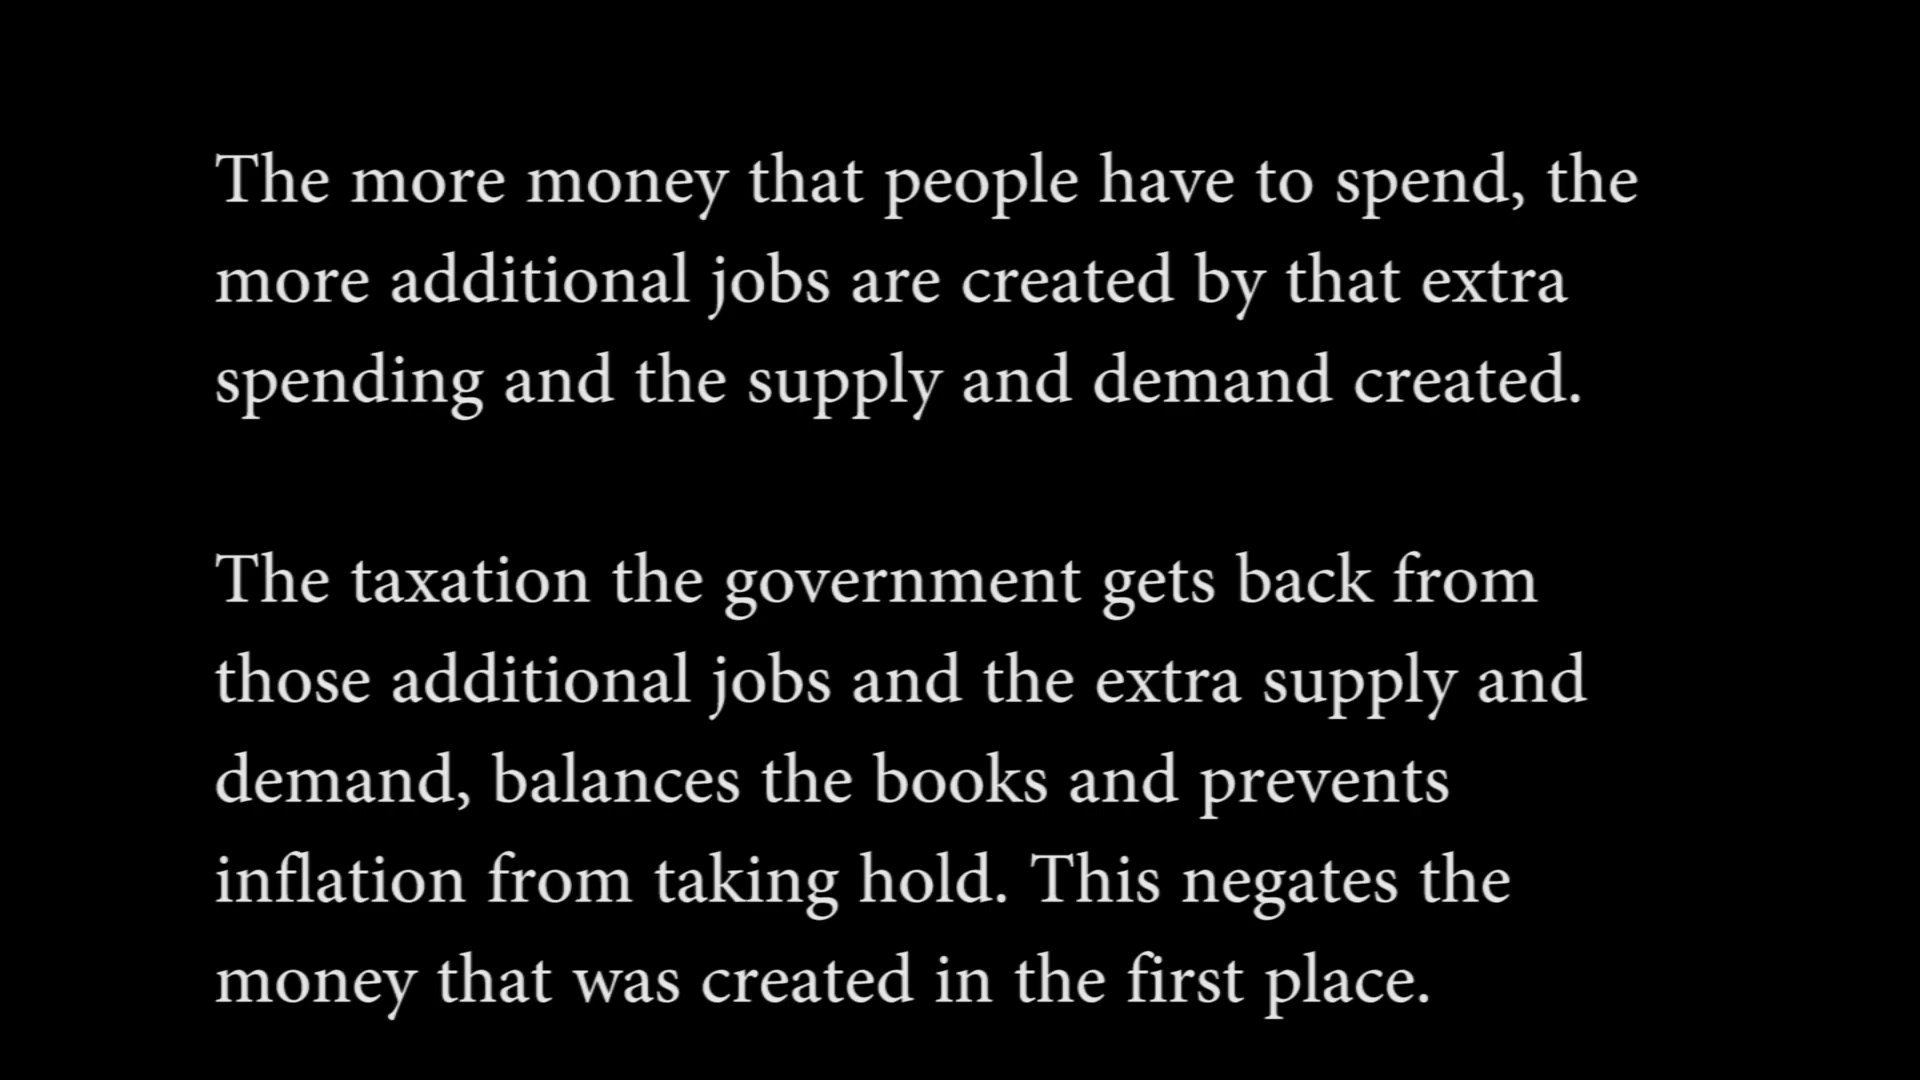 The more money that people have to spend, the
more additional jobs are created by that extra
spending and the supply and demand created.
The taxation the government gets back from
those additional jobs and the extra supply and
demand, balances the books and prevents
inflation from taking hold. This negates the
money that was created in the first place.